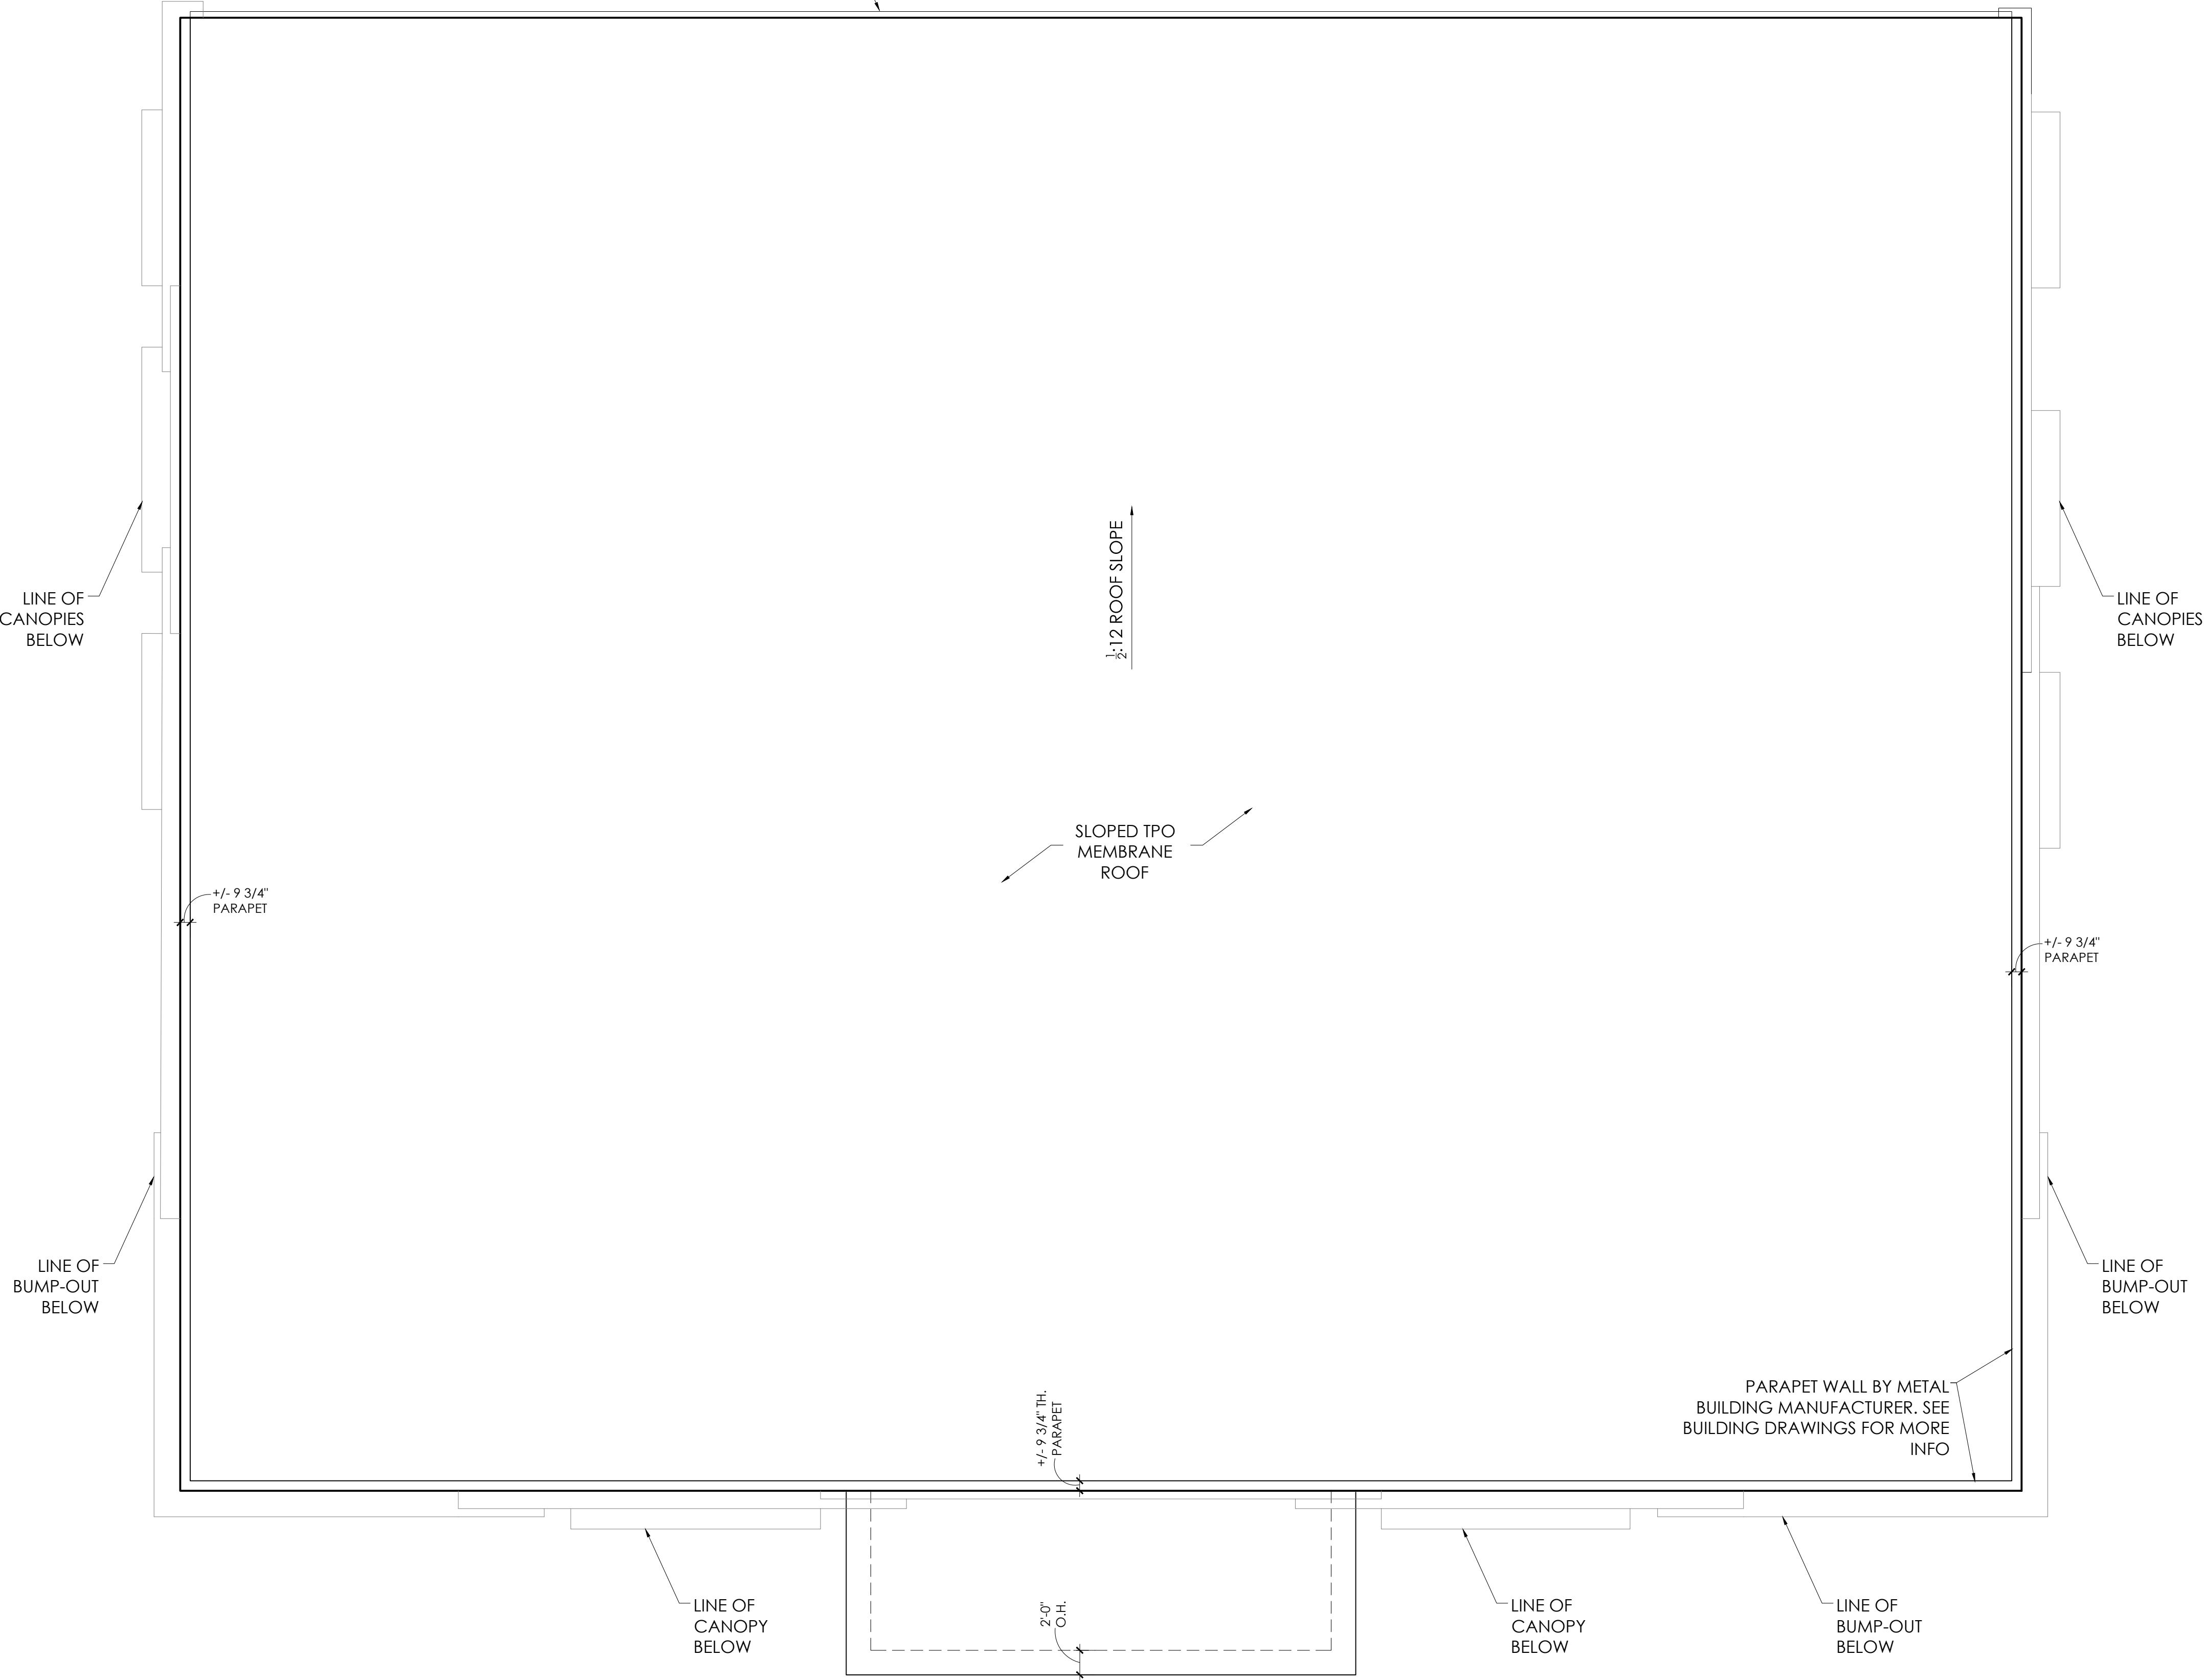 1/2:12 ROOF SLOPE
LINE OF
CANOPIES
BELOW
LINE OF
CANOPIES
BELOW
SLOPED TPO
MEMBRANE
ROOF
+/- 9 3/4"
PARAPET
+/- 9 3/4"
PARAPET
LINE OF
BUMP-OUT
BELOW
LINE OF
BUMP-OUT
BELOW
PARAPET WALL BY METAL
BUILDING MANUFACTURER. SEE
BUILDING DRAWINGS FOR MORE
INFO
+/- 9 3/4" TH.
PARAPET
LINE OF
CANOPY
BELOW
2'-0"
O.H.
LINE OF
CANOPY
BELOW
LINE OF
BUMP-OUT
BELOW